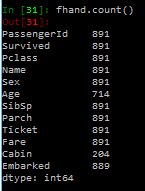 In [31]: fhand.count()
Out[31]:
PassengerId    891
Survived       891
Pclass         891
Name           891
Sex            891
Age            714
SibSp          891
Parch          891
Ticket         891
Fare           891
Cabin          204
Embarked       889
dtype: int64